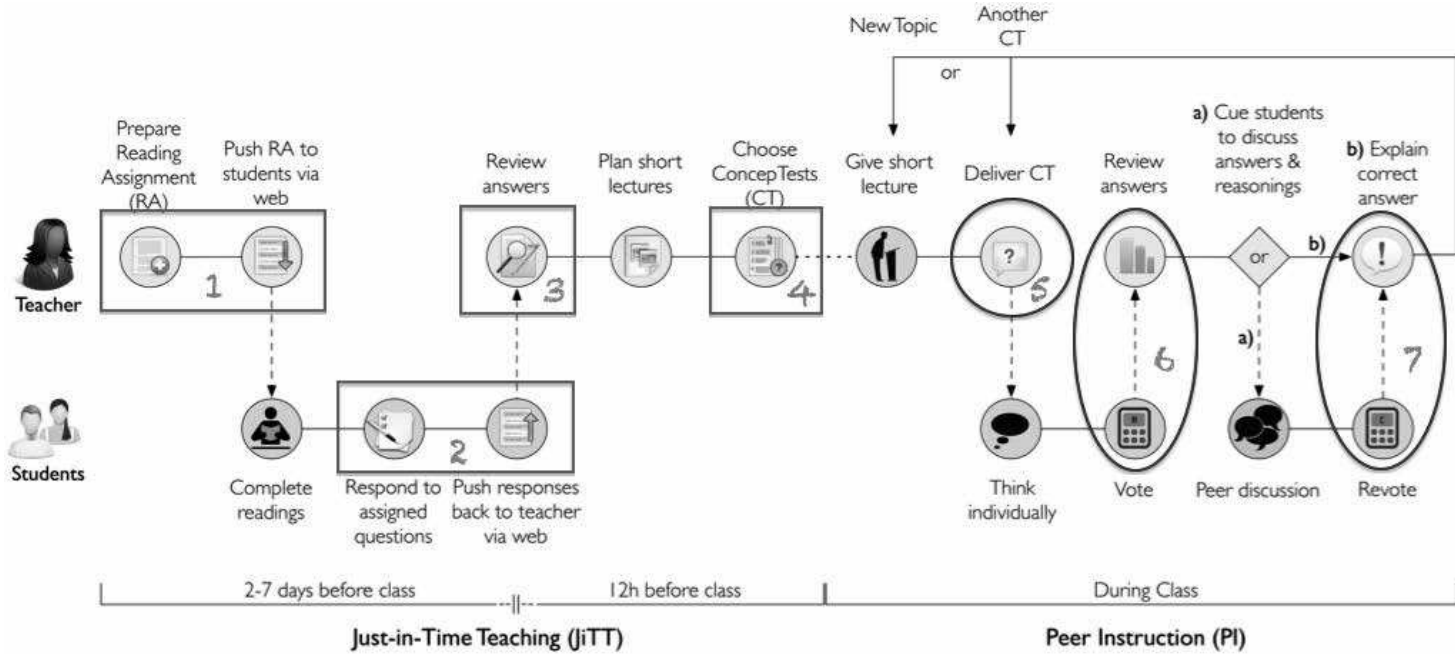 New Topic
Another
CT
or
Prepare
Reading
Assignment
(RA)
Push RA to
students via
web
Review
answers
Plan short
lectures
Choose
ConcepTests
(CT)
Give short
lecture
Deliver CT
Review
answers
a) Cue students
to discuss
answers &
reasonings
b) Explain
correct
answer
Teacher
1
3
4
?
5
or
b)
!
a)
6
7
Students
2
Complete
readings
Respond to
assigned
questions
Push responses
back to teacher
via web
Think
individually
Vote
Peer discussion
Revote
2-7 days before class
12h before class
During Class
Just-in-Time Teaching (JiTT)
Peer Instruction (PI)